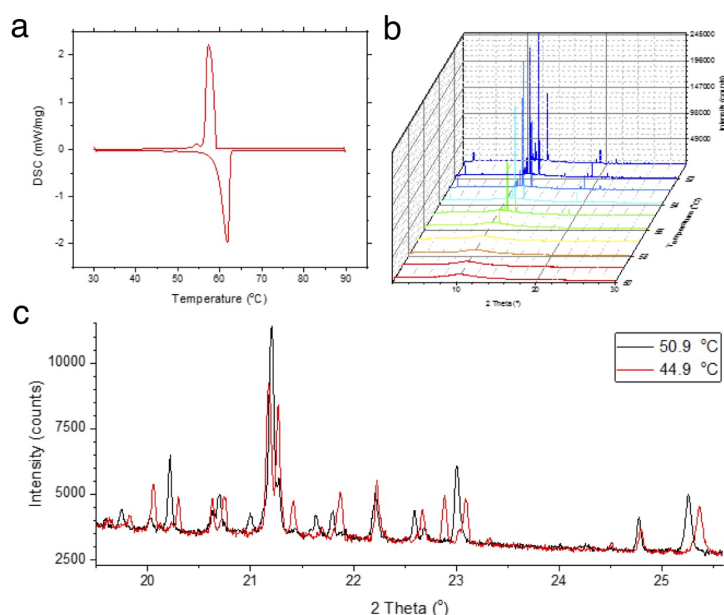 a
2
1
0
-1
-2
DSC (mW/mg)
30
40
50
60
70
80
90
Temperature (°C)
b
245000
196000
147000
98000
49000
Intensity (counts)
Temperature (°C)
10
20
30
2 Theta (°)
c
10000
7500
5000
2500
Intensity (counts)
50.9 °C
44.9 °C
20
21
22
23
24
25
2 Theta (°)